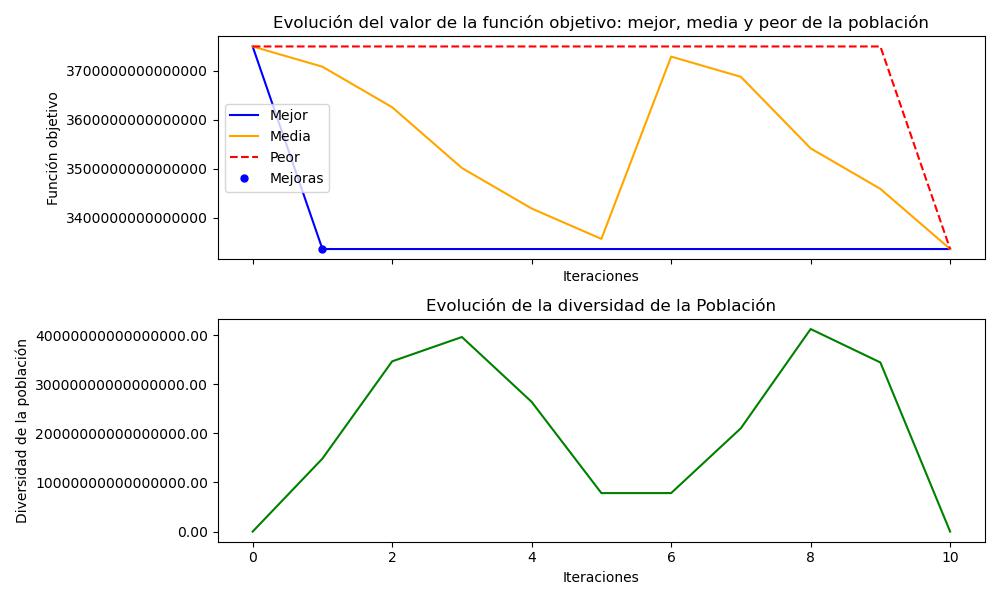 Evolución del valor de la función objetivo: mejor, media y peor de la población
Función objetivo
3700000000000000
3600000000000000
3500000000000000
3400000000000000
Mejor
Media
Peor
Mejoras
Iteraciones
Evolución de la diversidad de la Población
Diversidad de la población
40000000000000000.00
30000000000000000.00
20000000000000000.00
10000000000000000.00
0.00
0 2 4 6 8 10
Iteraciones